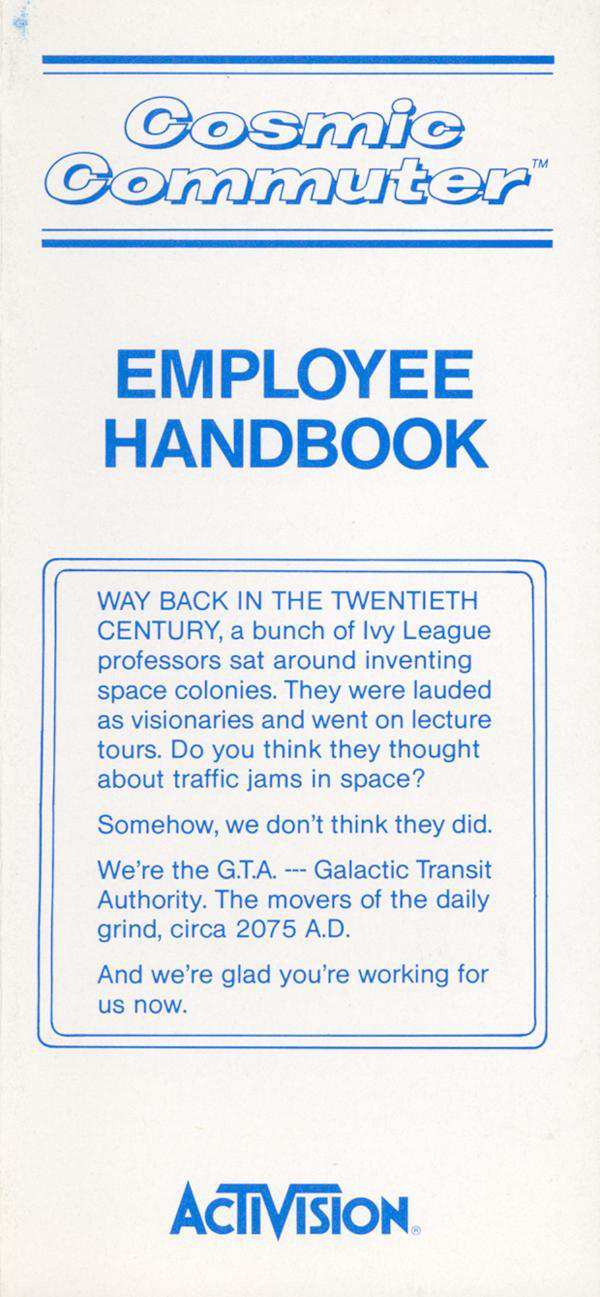 Cosmic
Commuter™
EMPLOYEE
HANDBOOK
WAY BACK IN THE TWENTIETH
CENTURY, a bunch of Ivy League
professors sat around inventing
space colonies. They were lauded
as visionaries and went on lecture
tours. Do you think they thought
about traffic jams in space?
Somehow, we don't think they did.
We're the G.T.A. --- Galactic Transit
Authority. The movers of the daily
grind, circa 2075 A.D.
And we're glad you're working for
us now.
ACTIVISION®